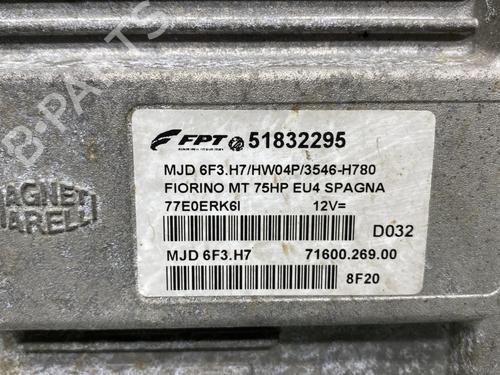 FPT 51832295
MJD 6F3.H7/HW04P/3546-H780
FIORINO MT 75HP EU4 SPAGNA
77E0ERK6I 12V=
D032
MJD 6F3.H7 71600.269.00
8F20
MAGNETI
MARELLI
B-PARTS